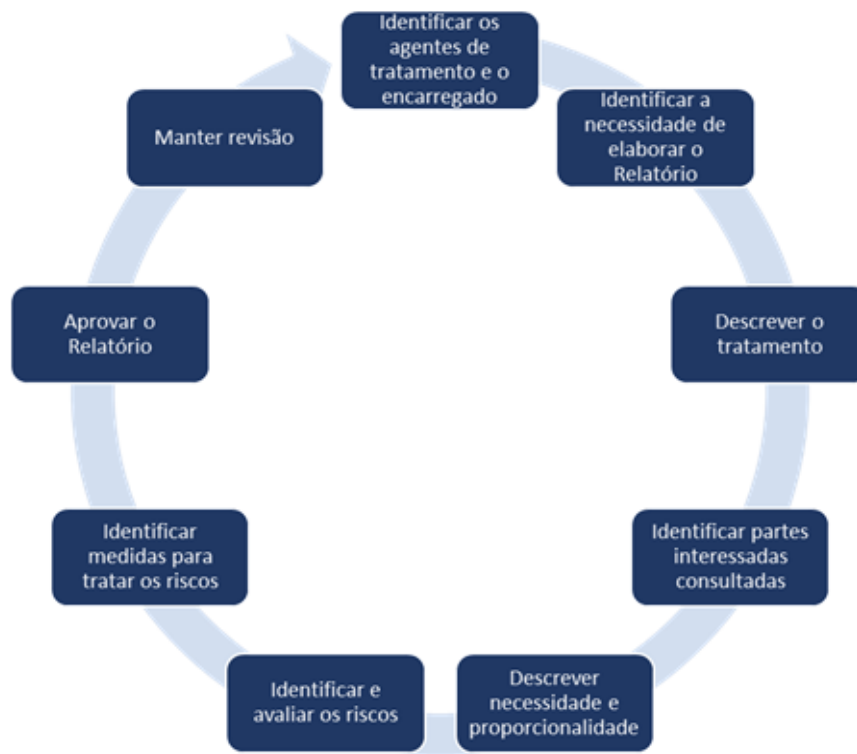 Identificar os
agentes de
tratamento e o
encarregado
Identificar a
necessidade de
elaborar o
Relatório
Descrever o
tratamento
Identificar partes
interessadas
consultadas
Descrever
necessidade e
proporcionalidade
Identificar e
avaliar os riscos
Identificar
medidas para
tratar os riscos
Aprovar o
Relatório
Manter revisão